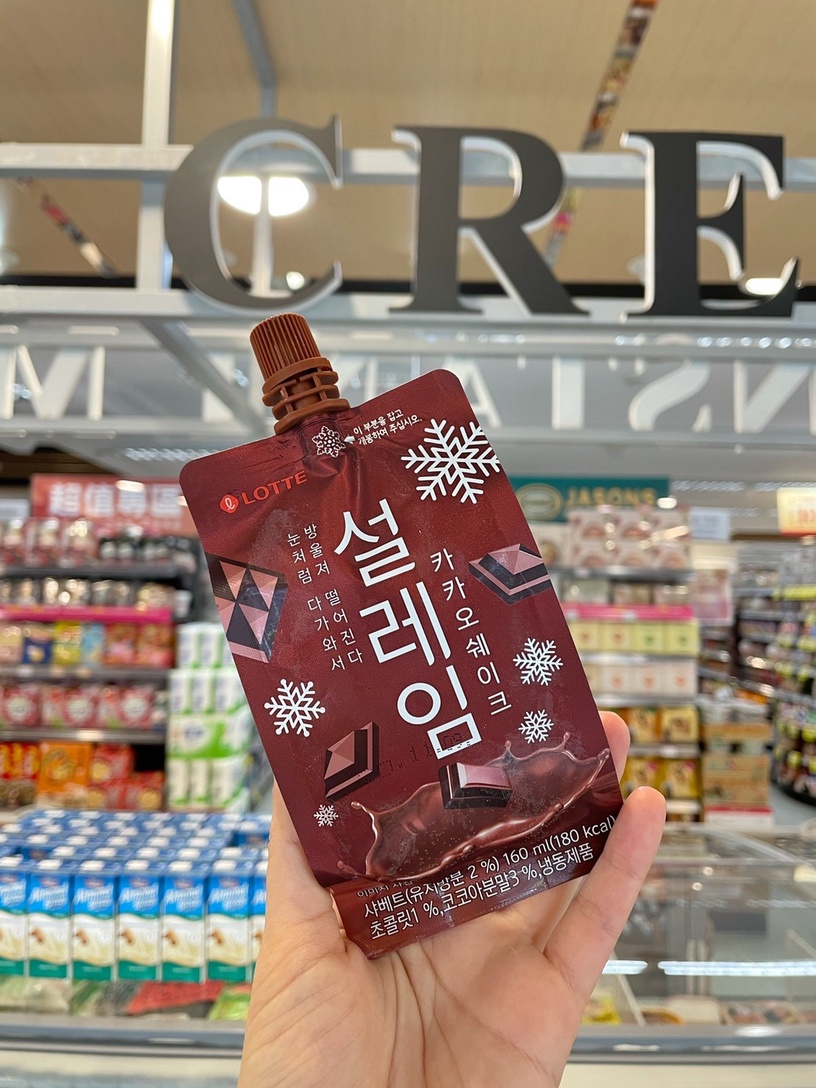 CRE
이 부분을 잡고
개봉하여 주십시오
LOTTE
설레임
카카오쉐이크
방울져 떨어진다
눈처럼 다가와서
샤베트(유지방분 2 %) 160 ml(180 kcal)
초콜릿1 %,코코아분말3 %,냉동제품
超值專區
JASONS